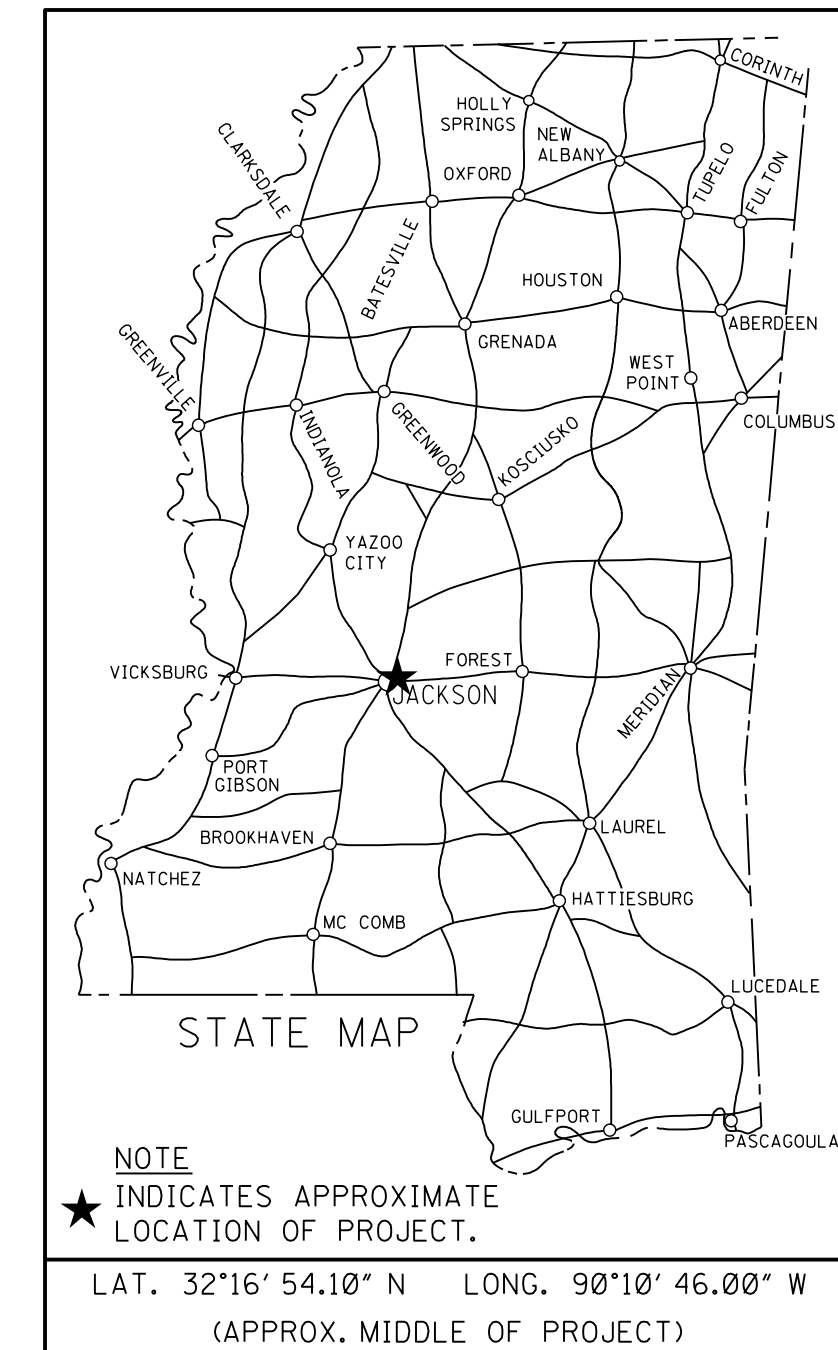 CORINTH
HOLLY
SPRINGS
NEW
ALBANY
CLARKSDALE
OXFORD
TUPELO
FULTON
BATESVILLE
HOUSTON
ABERDEEN
GREENVILLE
GRENADA
WEST
POINT
COLUMBUS
INDIANOLA
GREENWOOD
KOSCIUSKO
YAZOO
CITY
VICKSBURG
FOREST
JACKSON
MERIDIAN
PORT
GIBSON
BROOKHAVEN
LAUREL
NATCHEZ
HATTIESBURG
MC COMB
LUCEDALE
STATE MAP
GULFPORT
PASCAGOULA
NOTE
INDICATES APPROXIMATE
LOCATION OF PROJECT.
LAT. 32°16' 54.10" N LONG. 90°10' 46.00" W
(APPROX. MIDDLE OF PROJECT)